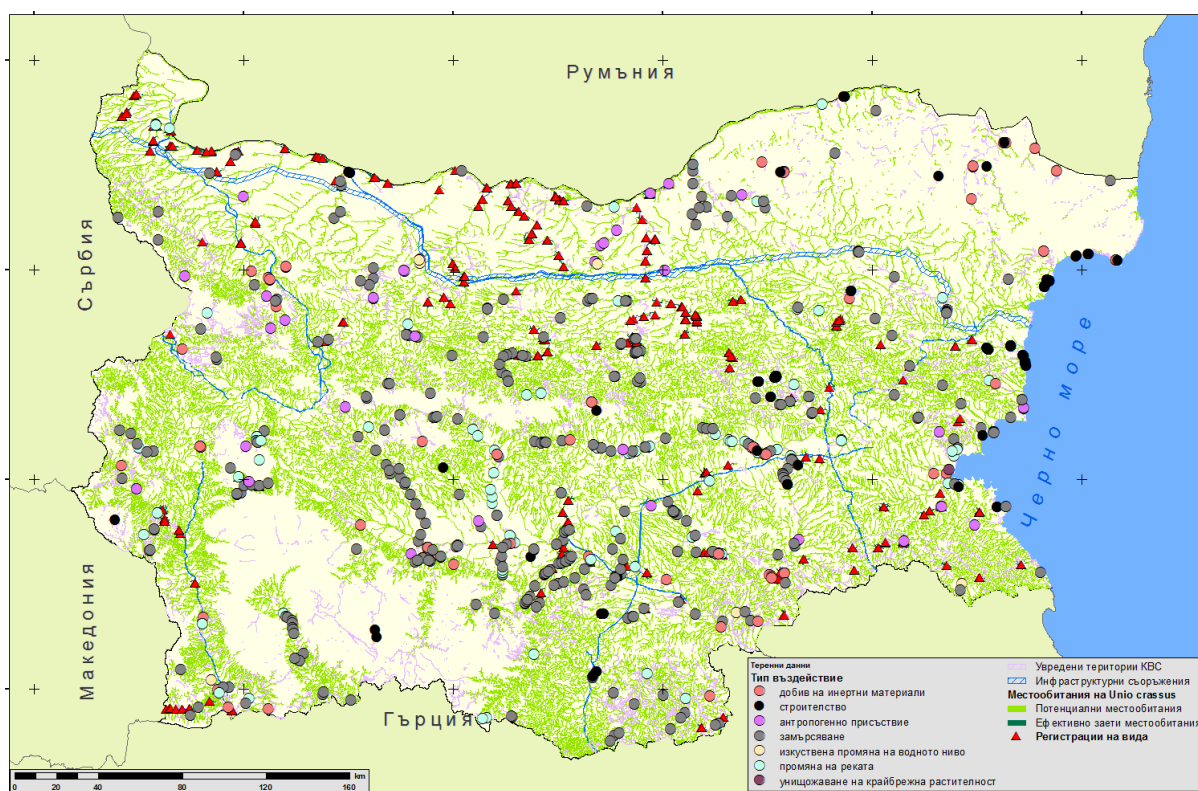 Румъния
Сърбия
Черно море
Македония
Гърция
Теренни данни
Тип въздействие
добив на инертни материали
строителство
антропогенно присъствие
замърсяване
изкуствена промяна на водното ниво
промяна на реката
унищожаване на крайбрежна растителност
Увредени територии КВС
Инфраструктурни съоръжения
Местообитания на Unio crassus
Потенциални местообитания
Ефективно заети местообитания
Регистрации на вида
0 20 40 80 120 160 km